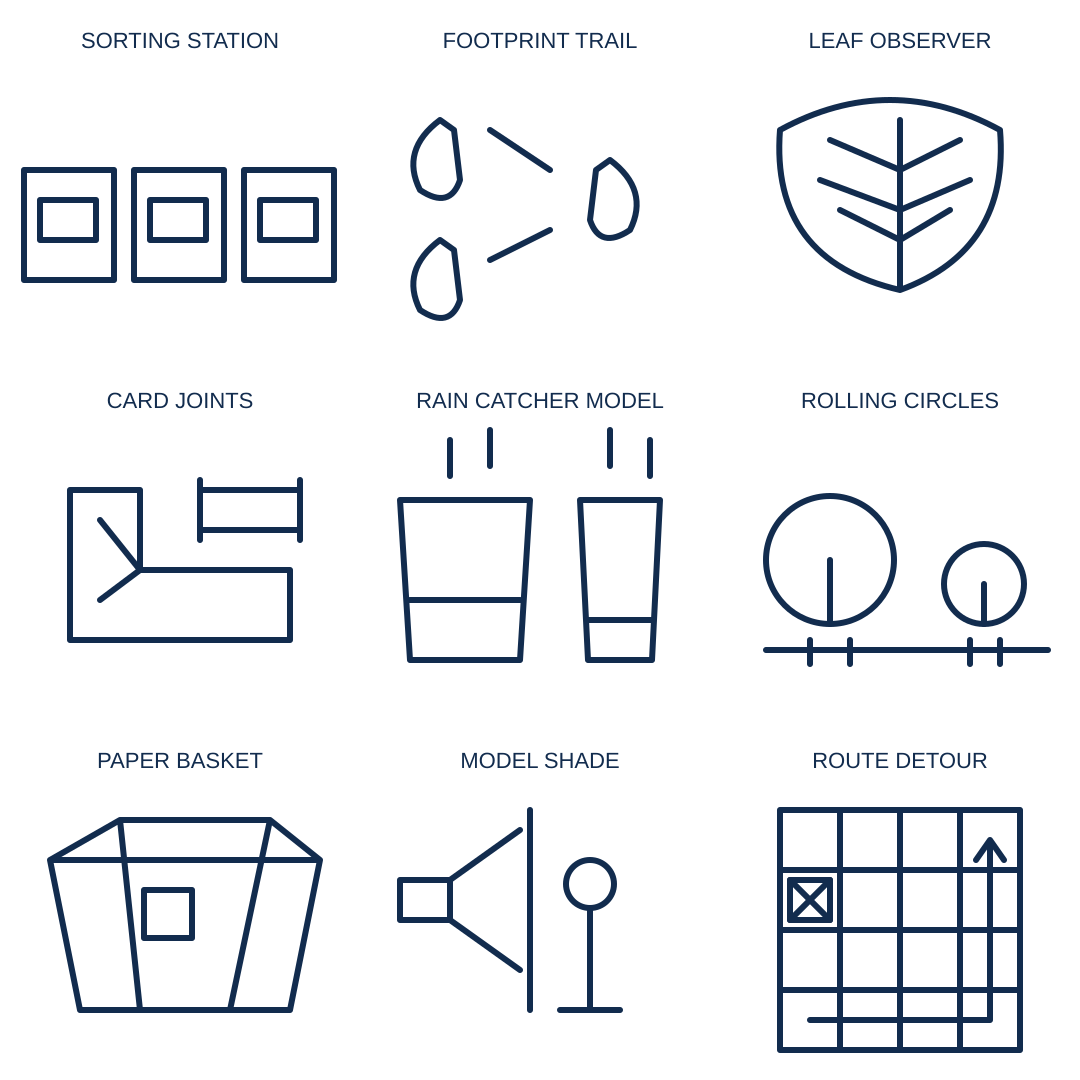 SORTING STATION
FOOTPRINT TRAIL
LEAF OBSERVER
CARD JOINTS
RAIN CATCHER MODEL
ROLLING CIRCLES
PAPER BASKET
MODEL SHADE
ROUTE DETOUR